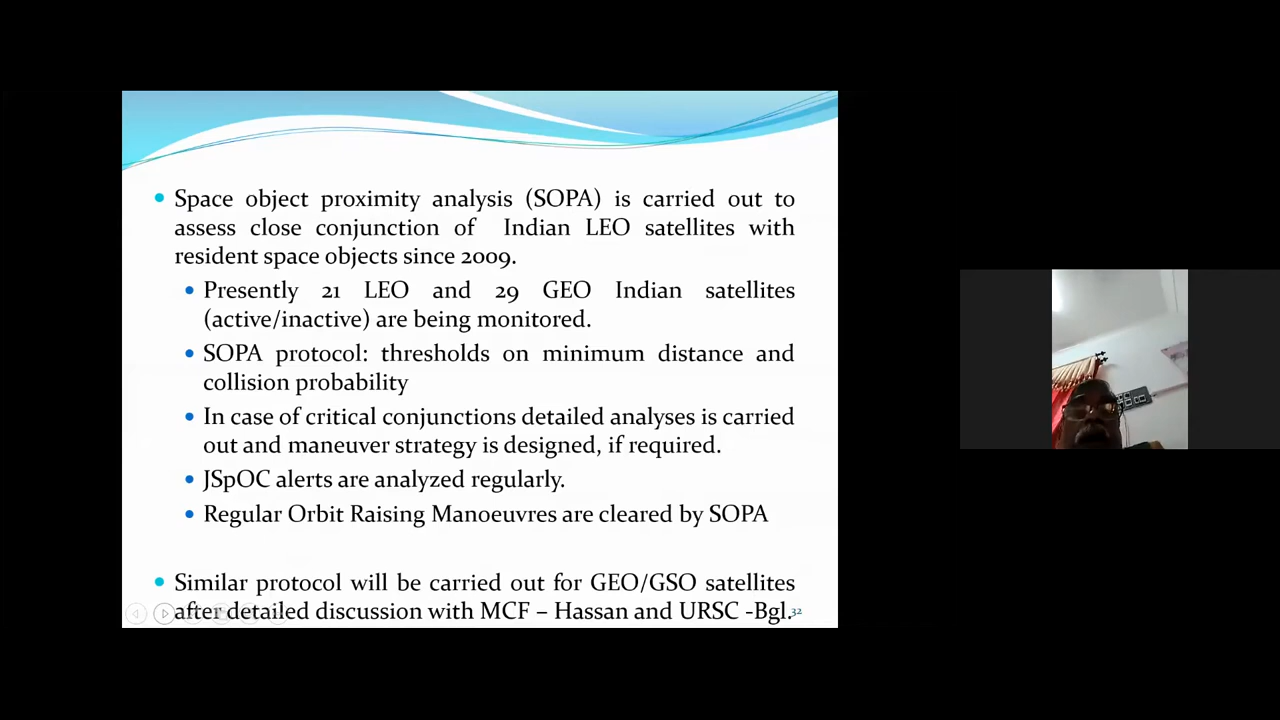 Space object proximity analysis (SOPA) is carried out to
assess close conjunction of Indian LEO satellites with
resident space objects since 2009.
Presently 21 LEO and 29 GEO Indian satellites
(active/inactive) are being monitored.
SOPA protocol: thresholds on minimum distance and
collision probability
In case of critical conjunctions detailed analyses is carried
out and maneuver strategy is designed, if required.
JSpOC alerts are analyzed regularly.
Regular Orbit Raising Manoeuvres are cleared by SOPA
Similar protocol will be carried out for GEO/GSO satellites
after detailed discussion with MCF – Hassan and URSC -Bgl.
32